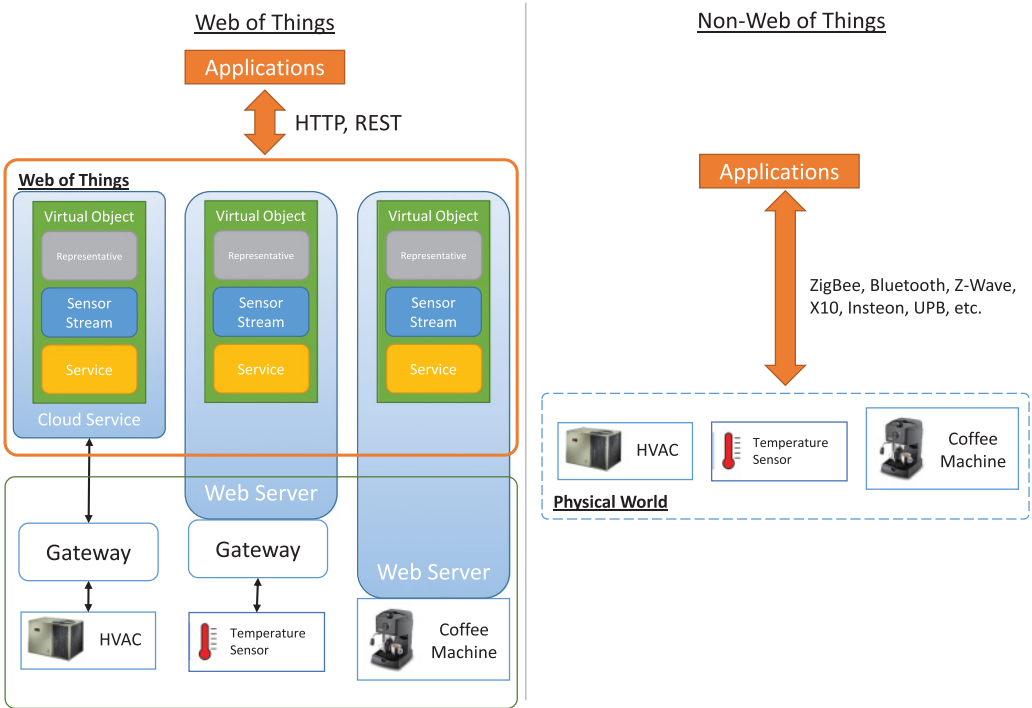 Web of Things
Applications
HTTP, REST
Web of Things
Virtual Object
Representative
Sensor
Stream
Service
Cloud Service
Virtual Object
Representative
Sensor
Stream
Service
Web Server
Virtual Object
Representative
Sensor
Stream
Service
Web Server
Gateway
Gateway
HVAC
Temperature
Sensor
Coffee
Machine
Non-Web of Things
Applications
ZigBee, Bluetooth, Z-Wave,
X10, Insteon, UPB, etc.
HVAC
Temperature
Sensor
Coffee
Machine
Physical World